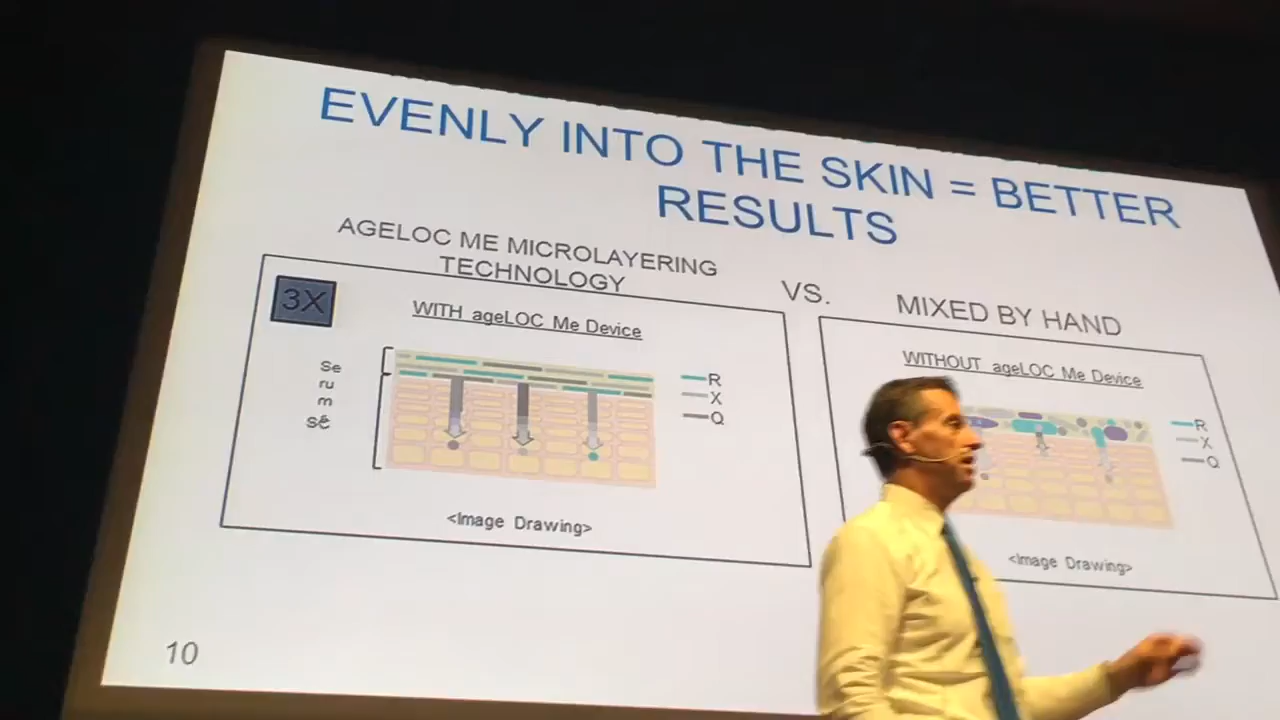 EVENLY INTO THE SKIN = BETTER
RESULTS
AGELOC ME MICROLAYERING
TECHNOLOGY
VS.
MIXED BY HAND
3X
WITH ageLOC Me Device
Se
ru
m
R
X
Q
<Image Drawing>
WITHOUT ageLOC Me Device
R
X
Q
<Image Drawing>
10